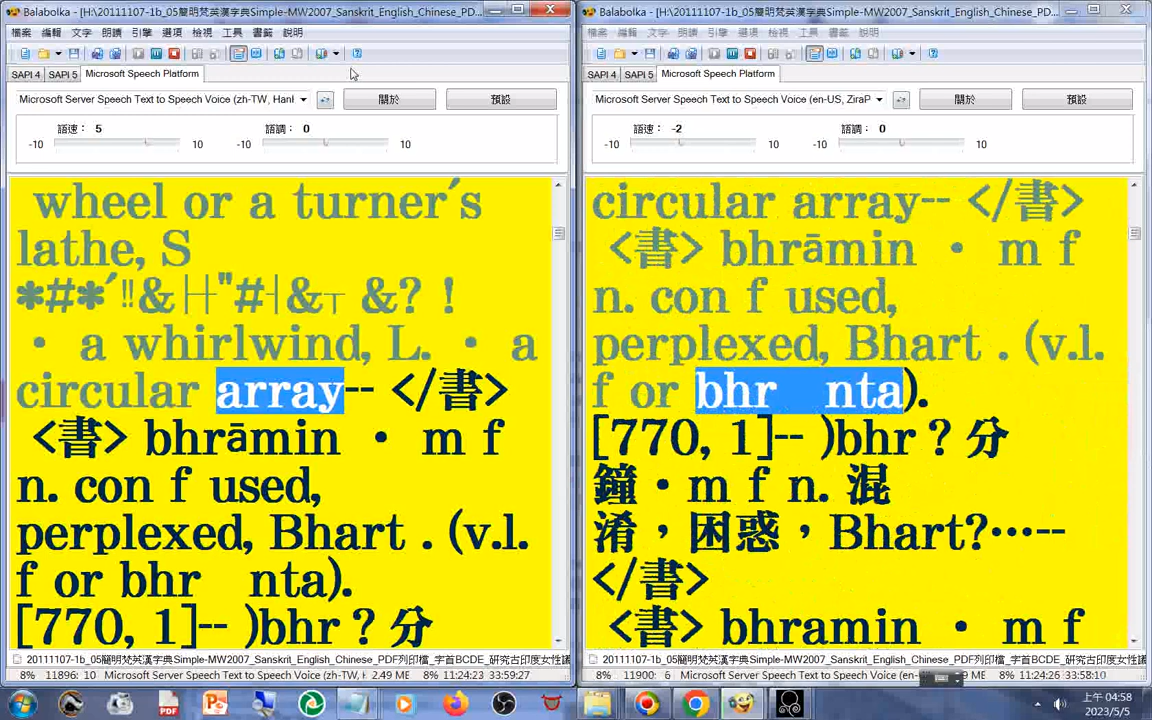 Balabolka - [H:\20111107-1b_05簡明梵英漢字典Simple-MW2007_Sanskrit_English_Chinese_PD...
檔案 編輯 文字 朗讀 引擎 選項 檢視 工具 書籤 說明
SAPI 4 SAPI 5 Microsoft Speech Platform
Microsoft Server Speech Text to Speech Voice (zh-TW, Hanl
關於 預設
語速： 5 語調： 0
-10 10 -10 10
wheel or a turner´s
lathe, S
✱#✱´‼&├├"#┤&┬ &?！
• a whirlwind, L. • a
circular array-- </書>
<書> bhrāmin • m f
n. con f used,
perplexed, Bhart . (v.l.
f or bhr nta).
[770, 1]-- )bhr？分
20111107-1b_05簡明梵英漢字典Simple-MW2007_Sanskrit_English_Chinese_PDF列印檔_字首BCDE_研究古印度女性議
8% 11896: 10 Microsoft Server Speech Text to Speech Voice (zh-TW, 2.49 ME 8% 11:24:23 33:59:27
Balabolka - [H:\20111107-1b_05簡明梵英漢字典Simple-MW2007_Sanskrit_English_Chinese_PD...
檔案 編輯 文字 朗讀 引擎 選項 檢視 工具 書籤 說明
SAPI 4 SAPI 5 Microsoft Speech Platform
Microsoft Server Speech Text to Speech Voice (en-US, ZiraP
關於 預設
語速： -2 語調： 0
-10 10 -10 10
circular array-- </書>
<書> bhrāmin • m f
n. con f used,
perplexed, Bhart . (v.l.
f or bhr nta).
[770, 1]-- )bhr？分
鐘•m f n. 混
淆，困惑，Bhart?…--
</書>
<書> bhramin • m f
20111107-1b_05簡明梵英漢字典Simple-MW2007_Sanskrit_English_Chinese_PDF列印檔_字首BCDE_研究古印度女性議
8% 11900: 6 Microsoft Server Speech Text to Speech Voice (en-U ME 8% 11:24:26 33:58:10
上午 04:58
2023/5/5